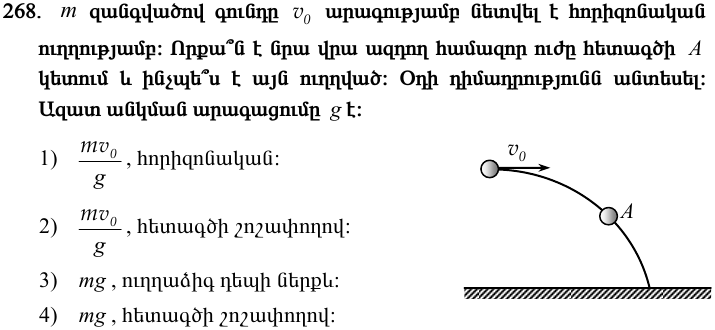 268. m զանգվածով գունդը v₀ արագությամբ նետվել է հորիզոնական
ուղղությամբ: Որքա՞ն է նրա վրա ազդող համազոր ուժը հետագծի A
կետում և ինչպե՞ս է այն ուղղված: Օդի դիմադրությունն անտեսել:
Ազատ անկման արագացումը g է:
1) mv₀/g , հորիզոնական:
2) mv₀/g , հետագծի շոշափողով:
3) mg , ուղղաձիգ դեպի ներքև:
4) mg , հետագծի շոշափողով:
v₀
A